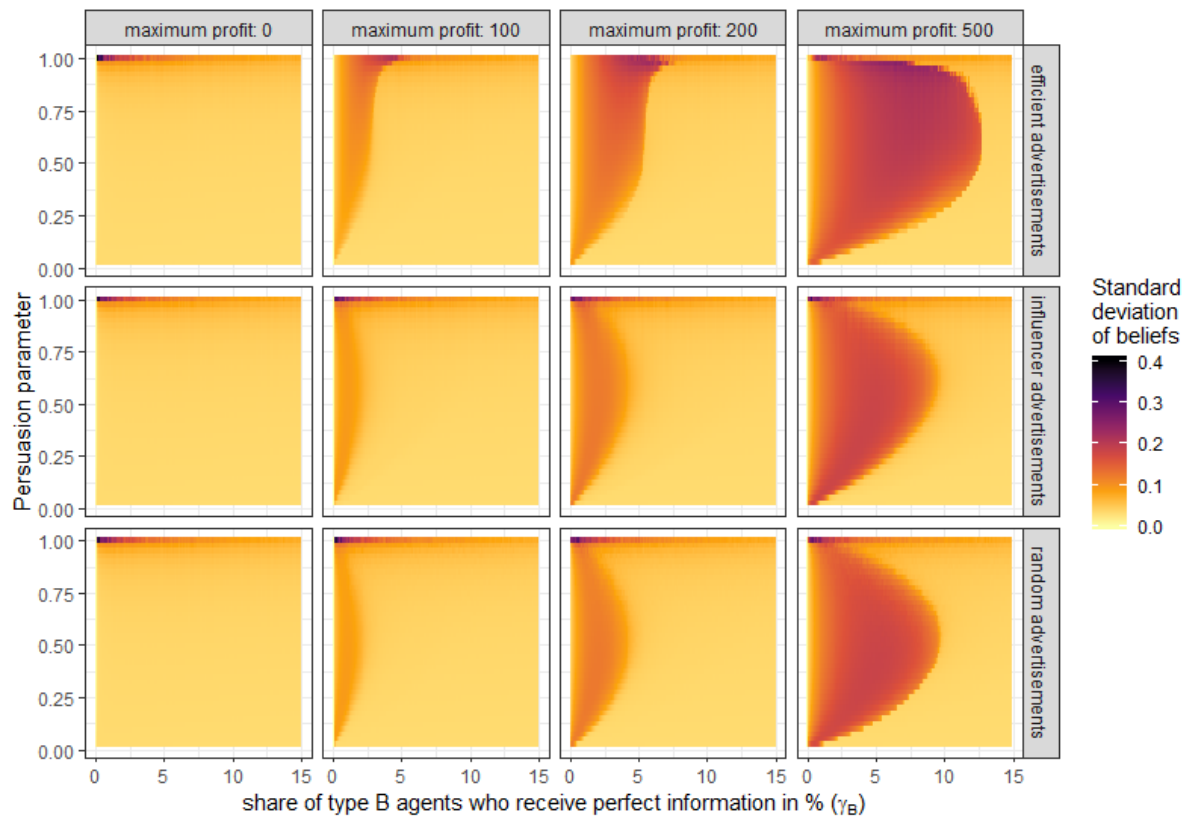 maximum profit: 0
maximum profit: 100
maximum profit: 200
maximum profit: 500
Persuasion parameter
1.00
0.75
0.50
0.25
0.00
efficient advertisements
1.00
0.75
0.50
0.25
0.00
influencer advertisements
1.00
0.75
0.50
0.25
0.00
random advertisements
0 5 10 15
0 5 10 15
0 5 10 15
0 5 10 15
share of type B agents who receive perfect information in % (γB)
Standard
deviation
of beliefs
0.4
0.3
0.2
0.1
0.0